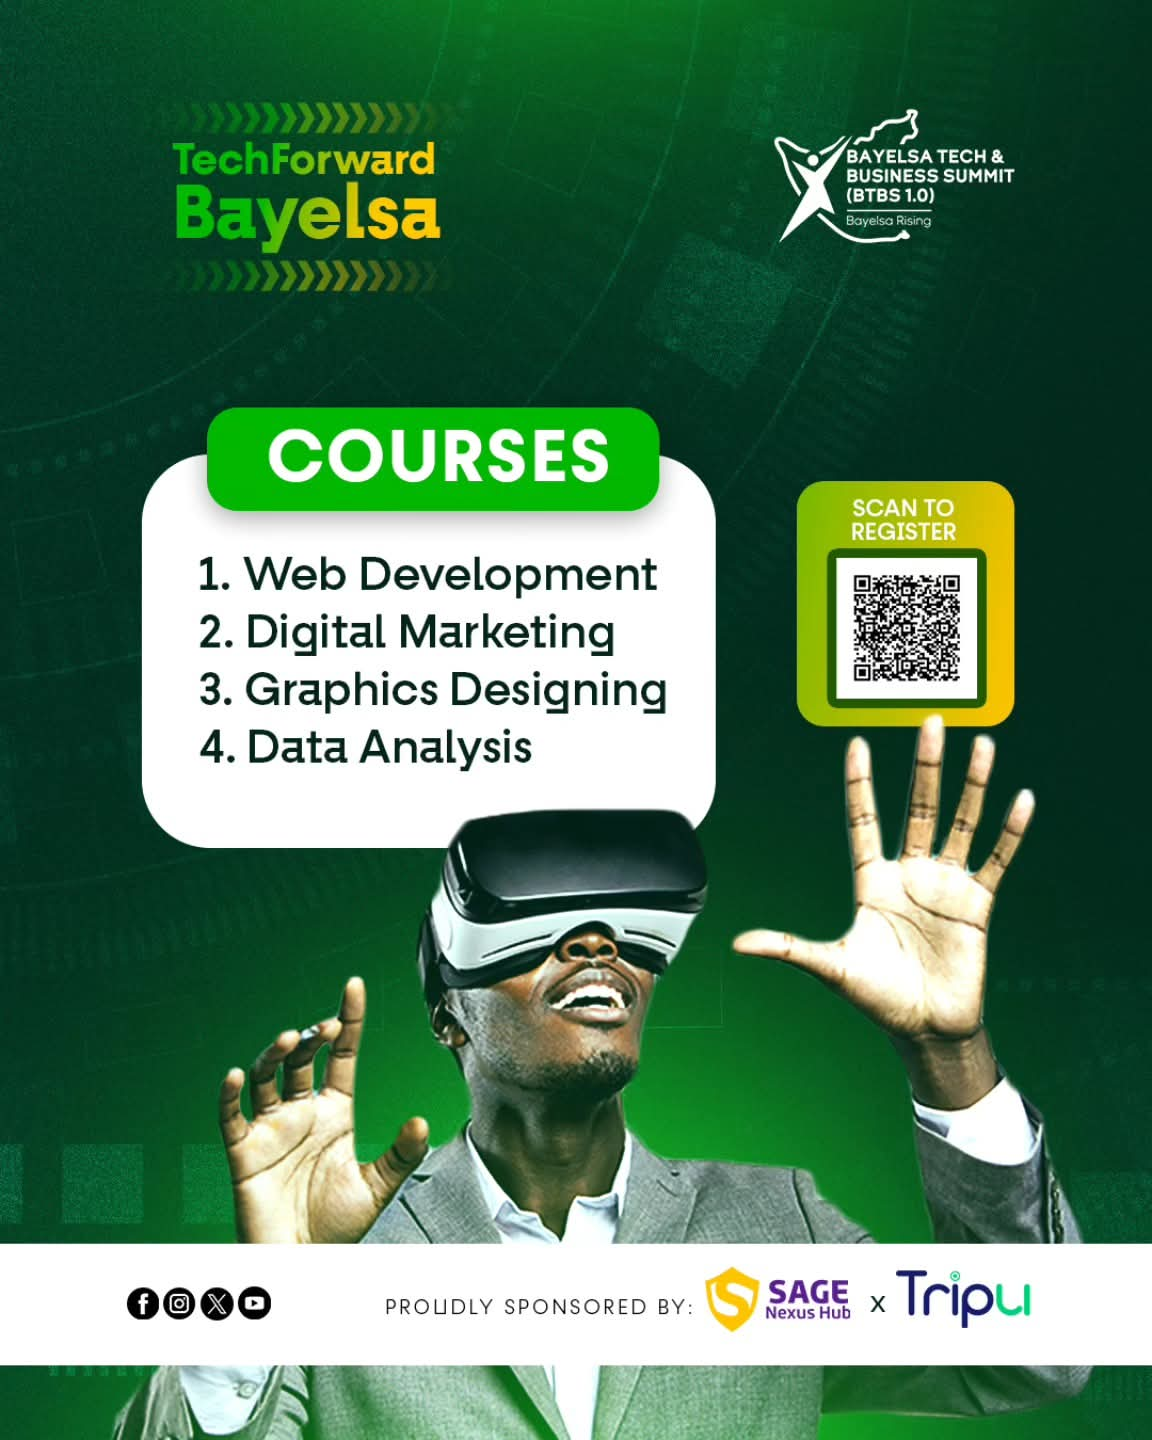 TechForward
Bayelsa
BAYELSA TECH &
BUSINESS SUMMIT
(BTBS 1.0)
Bayelsa Rising
COURSES
1. Web Development
2. Digital Marketing
3. Graphics Designing
4. Data Analysis
SCAN TO
REGISTER
PROUDLY SPONSORED BY:
SAGE
Nexus Hub
x
Tripu